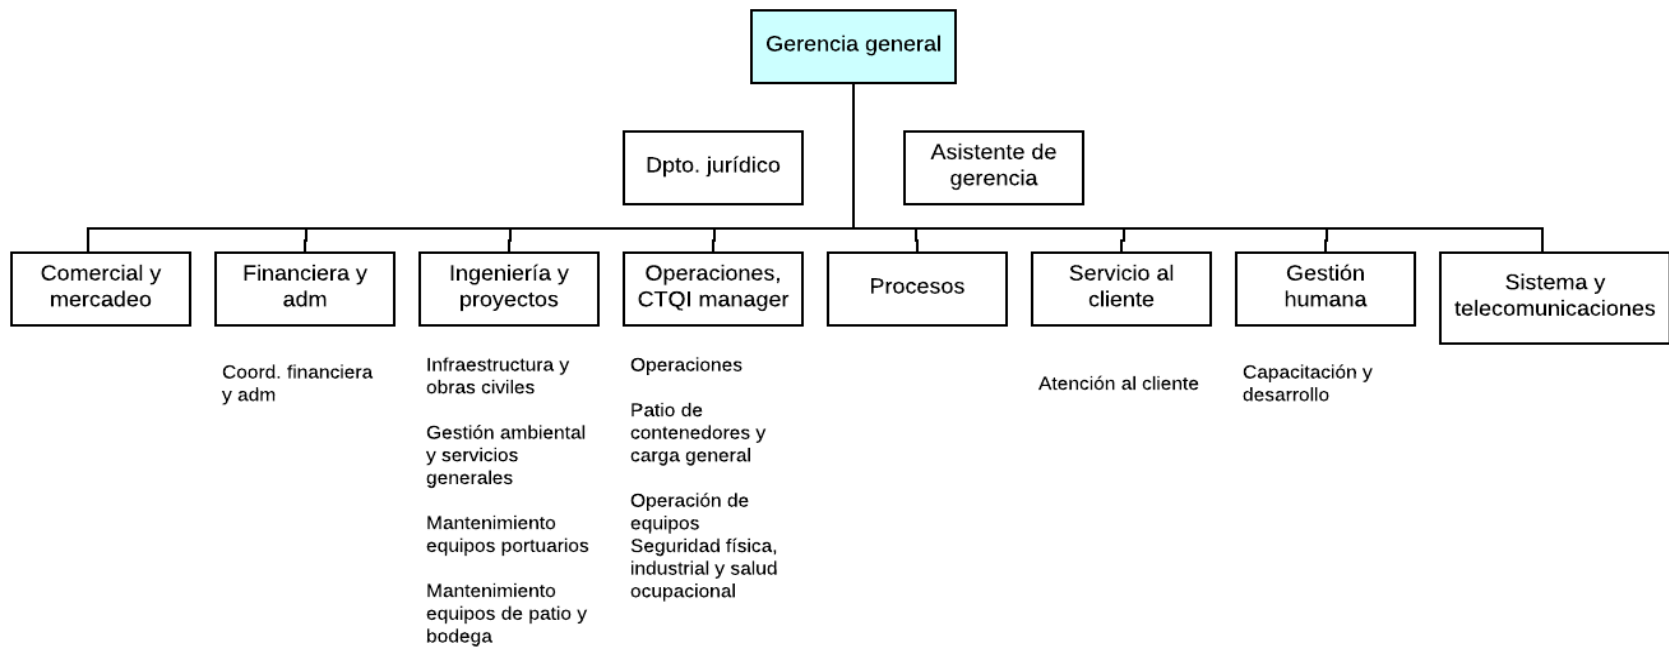 Gerencia general
Dpto. jurídico
Asistente de
gerencia
Comercial y
mercadeo
Financiera y
adm
Ingeniería y
proyectos
Operaciones,
CTQI manager
Procesos
Servicio al
cliente
Gestión
humana
Sistema y
telecomunicaciones
Coord. financiera
y adm
Infraestructura y
obras civiles
Gestión ambiental
y servicios
generales
Mantenimiento
equipos portuarios
Mantenimiento
equipos de patio y
bodega
Operaciones
Patio de
contenedores y
carga general
Operación de
equipos
Seguridad física,
industrial y salud
ocupacional
Atención al cliente
Capacitación y
desarrollo